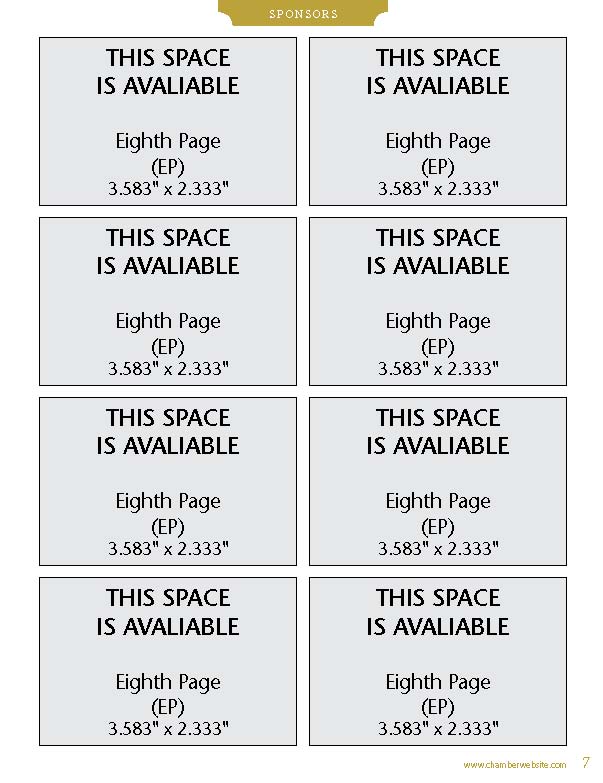 SPONSORS
THIS SPACE
IS AVALIABLE
Eighth Page
(EP)
3.583" x 2.333"
THIS SPACE
IS AVALIABLE
Eighth Page
(EP)
3.583" x 2.333"
THIS SPACE
IS AVALIABLE
Eighth Page
(EP)
3.583" x 2.333"
THIS SPACE
IS AVALIABLE
Eighth Page
(EP)
3.583" x 2.333"
THIS SPACE
IS AVALIABLE
Eighth Page
(EP)
3.583" x 2.333"
THIS SPACE
IS AVALIABLE
Eighth Page
(EP)
3.583" x 2.333"
THIS SPACE
IS AVALIABLE
Eighth Page
(EP)
3.583" x 2.333"
THIS SPACE
IS AVALIABLE
Eighth Page
(EP)
3.583" x 2.333"
www.chamberwebsite.com 7